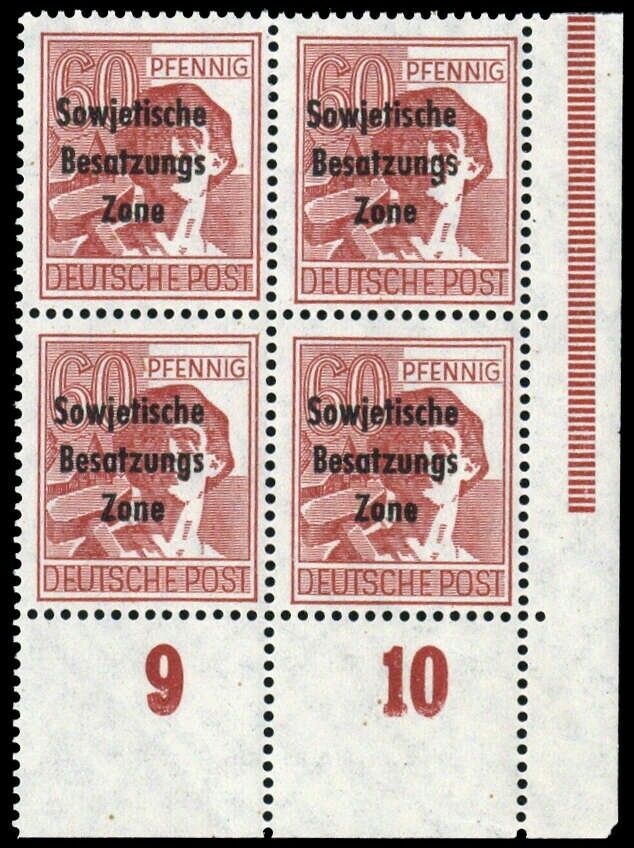 60 PFENNIG
Sowjetische
Besatzungs
Zone
DEUTSCHE POST
60 PFENNIG
Sowjetische
Besatzungs
Zone
DEUTSCHE POST
60 PFENNIG
Sowjetische
Besatzungs
Zone
DEUTSCHE POST
60 PFENNIG
Sowjetische
Besatzungs
Zone
DEUTSCHE POST
9
10